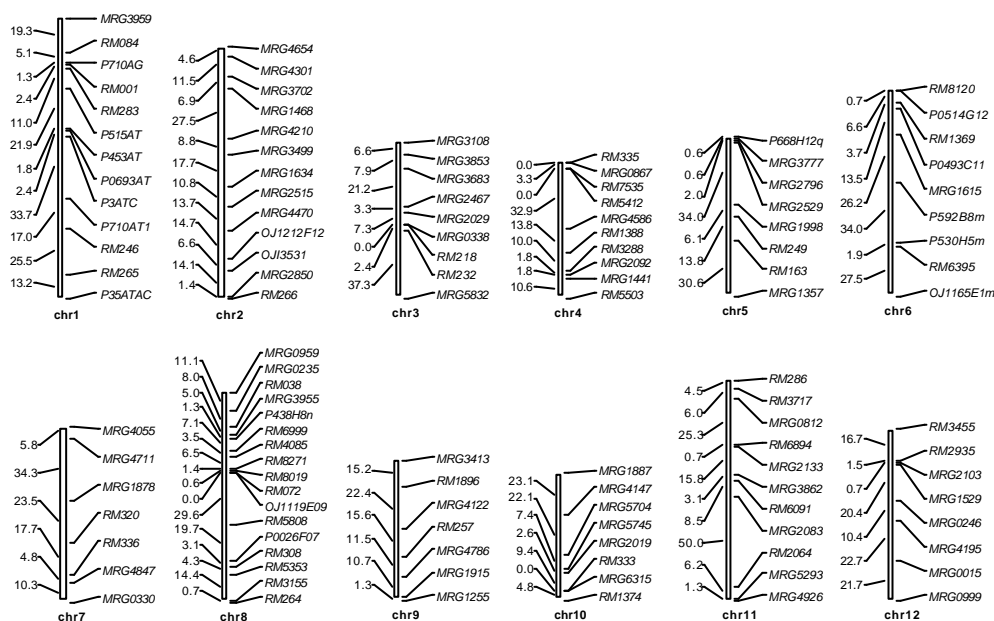 MRG3959
19.3
RM084
5.1
P710AG
1.3
RM001
2.4
RM283
11.0
P515AT
21.9
P453AT
1.8
P0693AT
2.4
P3ATC
33.7
P710AT1
17.0
RM246
25.5
RM265
13.2
P35ATAC
chr1
MRG4654
4.6
MRG4301
11.5
MRG3702
6.9
MRG1468
27.5
MRG4210
8.8
MRG3499
17.7
MRG1634
10.8
MRG2515
13.7
MRG4470
14.7
OJ1212F12
6.6
OJI3531
14.1
MRG2850
1.4
RM266
chr2
MRG3108
6.6
MRG3853
7.9
MRG3683
21.2
MRG2467
3.3
MRG2029
7.3
MRG0338
0.0
RM218
2.4
RM232
37.3
MRG5832
chr3
RM335
0.0
MRG0867
3.3
RM7535
0.0
RM5412
32.9
MRG4586
13.8
RM1388
10.0
RM3288
1.8
MRG2092
1.8
MRG1441
10.6
RM5503
chr4
P668H12q
0.6
MRG3777
0.6
MRG2796
2.0
MRG2529
34.0
MRG1998
6.1
RM249
13.8
RM163
30.6
MRG1357
chr5
RM8120
0.7
P0514G12
6.6
RM1369
3.7
P0493C11
13.5
MRG1615
26.2
P592B8m
34.0
P530H5m
1.9
RM6395
27.5
OJ1165E1m
chr6
MRG4055
5.8
MRG4711
34.3
MRG1878
23.5
RM320
17.7
RM336
4.8
MRG4847
10.3
MRG0330
chr7
MRG0959
11.1
MRG0235
8.0
RM038
5.0
MRG3955
1.3
P438H8n
7.1
RM6999
3.5
RM4085
6.5
RM8271
1.4
RM8019
0.6
RM072
0.0
OJ1119E09
29.6
RM5808
19.7
P0026F07
3.1
RM308
4.3
RM5353
14.4
RM3155
0.7
RM264
chr8
MRG3413
15.2
RM1896
22.4
MRG4122
15.6
RM257
11.5
MRG4786
10.7
MRG1915
1.3
MRG1255
chr9
MRG1887
23.1
MRG4147
22.1
MRG5704
7.4
MRG5745
2.6
MRG2019
9.4
RM333
0.0
MRG6315
4.8
RM1374
chr10
RM286
4.5
RM3717
6.0
MRG0812
25.3
RM6894
0.7
MRG2133
15.8
MRG3862
3.1
RM6091
8.5
MRG2083
50.0
RM2064
6.2
MRG5293
1.3
MRG4926
chr11
RM3455
16.7
RM2935
1.5
MRG2103
0.7
MRG1529
20.4
MRG0246
10.4
MRG4195
22.7
MRG0015
21.7
MRG0999
chr12